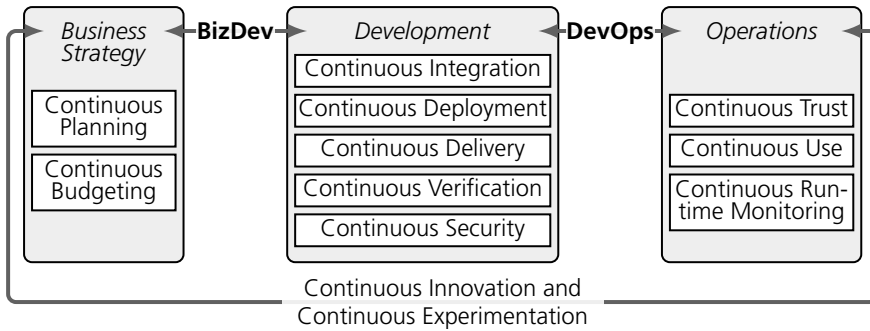 Business
Strategy
BizDev
Development
DevOps
Operations
Continuous
Planning
Continuous
Budgeting
Continuous Integration
Continuous Deployment
Continuous Delivery
Continuous Verification
Continuous Security
Continuous Trust
Continuous Use
Continuous Run-
time Monitoring
Continuous Innovation and
Continuous Experimentation